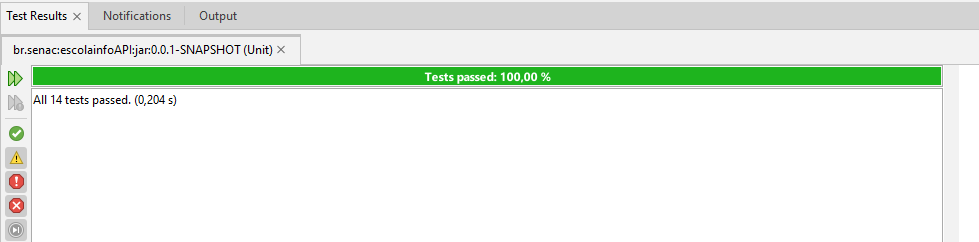 Test Results
Notifications
Output
br.senac:escolainfoAPI:jar:0.0.1-SNAPSHOT (Unit)
Tests passed: 100,00 %
All 14 tests passed. (0,204 s)